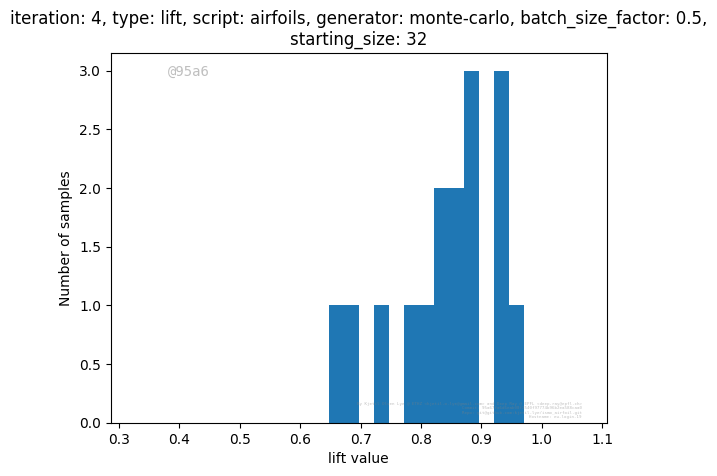 iteration: 4, type: lift, script: airfoils, generator: monte-carlo, batch_size_factor: 0.5,
starting_size: 32
@95a6
3.0
2.5
2.0
1.5
1.0
0.5
0.0
Number of samples
0.3 0.4 0.5 0.6 0.7 0.8 0.9 1.0 1.1
lift value